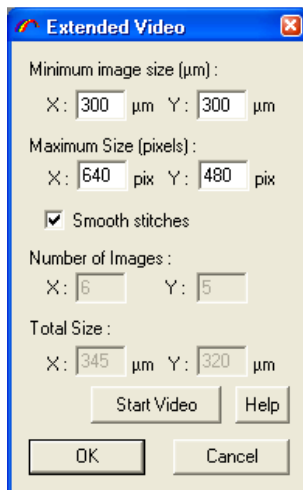 Extended Video
Minimum image size (µm) :
X : 300 µm Y : 300 µm
Maximum Size (pixels) :
X : 640 pix Y : 480 pix
Smooth stitches
Number of Images :
X : 6 Y : 5
Total Size :
X : 345 µm Y : 320 µm
Start Video Help
OK Cancel